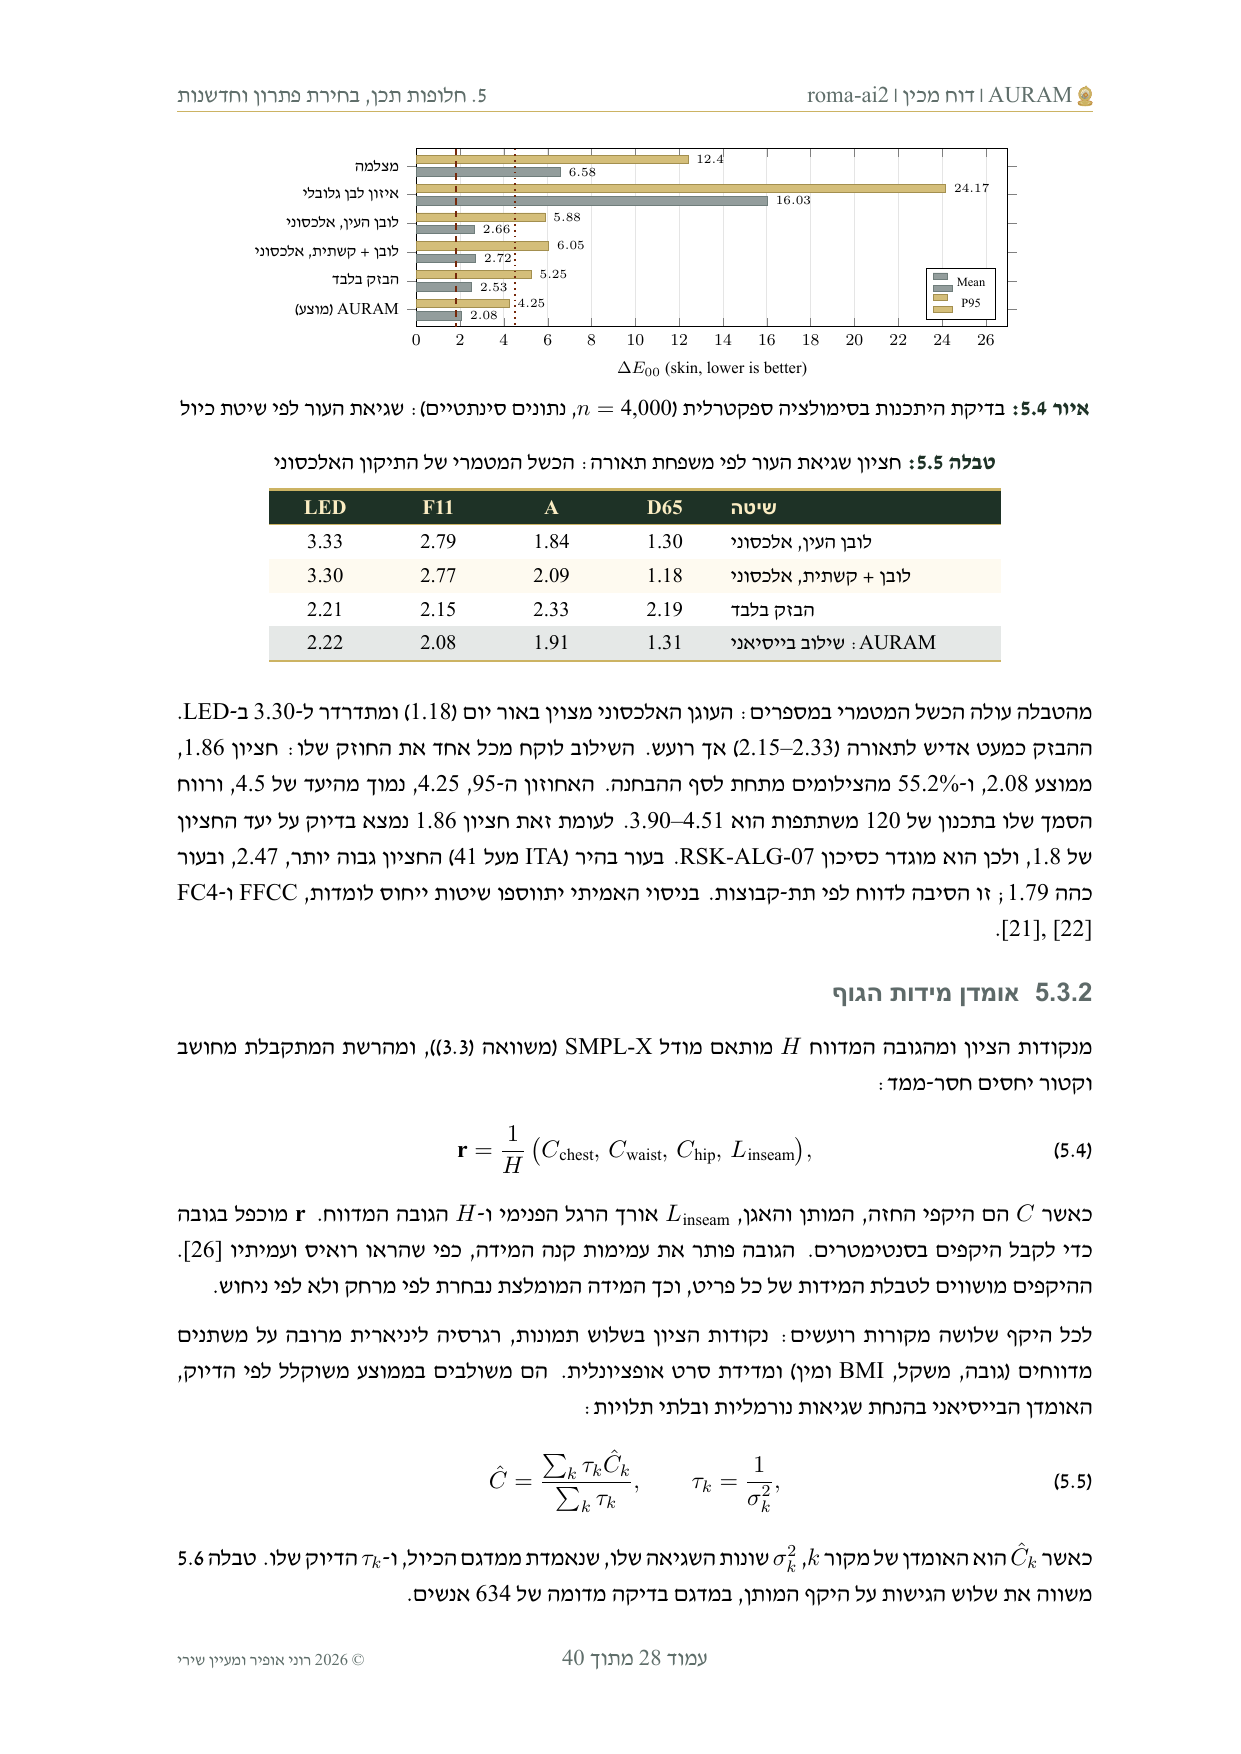 AURAM | דוח מכין | roma-ai2
5. חלופות תכן, בחירת פתרון וחדשנות
מצלמה 12.4 6.58
איזון לבן גלובלי 24.17 16.03
לובן העין, אלכסוני 5.88 2.66
לובן + קשתית, אלכסוני 6.05 2.72
הבזק בלבד 5.25 2.53
AURAM (מוצע) 4.25 2.08
Mean
P95
0 2 4 6 8 10 12 14 16 18 20 22 24 26
ΔE₀₀ (skin, lower is better)
איור 5.4: בדיקת היתכנות בסימולציה ספקטרלית (n = 4,000, נתונים סינתטיים): שגיאת העור לפי שיטת כיול
טבלה 5.5: חציון שגיאת העור לפי משפחת תאורה: הכשל המטמרי של התיקון האלכסוני
שיטה D65 A F11 LED
לובן העין, אלכסוני 1.30 1.84 2.79 3.33
לובן + קשתית, אלכסוני 1.18 2.09 2.77 3.30
הבזק בלבד 2.19 2.33 2.15 2.21
AURAM: שילוב בייסיאני 1.31 1.91 2.08 2.22
מהטבלה עולה הכשל המטמרי במספרים: העוגן האלכסוני מצוין באור יום (1.18) ומתדרדר ל-3.30 ב-LED.
ההבזק כמעט אדיש לתאורה (2.15–2.33) אך רועש. השילוב לוקח מכל אחד את החוזק שלו: חציון 1.86,
ממוצע 2.08, ו-55.2% מהצילומים מתחת לסף ההבחנה. האחוזון ה-95, 4.25, נמוך מהיעד של 4.5, ורווח
הסמך שלו בתכנון של 120 משתתפות הוא 3.90–4.51. לעומת זאת חציון 1.86 נמצא בדיוק על יעד החציון
של 1.8, ולכן הוא מוגדר כסיכון RSK-ALG-07. בעור בהיר (ITA מעל 41) החציון גבוה יותר, 2.47, ובעור
כהה 1.79; זו הסיבה לדווח לפי תת-קבוצות. בניסוי האמיתי יתווספו שיטות ייחוס לומדות, FFCC ו-FC4
[21], [22].
5.3.2 אומדן מידות הגוף
מנקודות הציון ומהגובה המדווח H מותאם מודל SMPL-X (משוואה (3.3)), ומהרשת המתקבלת מחושב
וקטור יחסים חסר-ממד:
r = 1/H (C_chest, C_waist, C_hip, L_inseam), (5.4)
כאשר C הם היקפי החזה, המותן והאגן, L_inseam אורך הרגל הפנימי ו-H הגובה המדווח. r מוכפל בגובה
כדי לקבל היקפים בסנטימטרים. הגובה פותר את עמימות קנה המידה, כפי שהראו רואיס ועמיתיו [26].
ההיקפים מושווים לטבלת המידות של כל פריט, וכך המידה המומלצת נבחרת לפי מרחק ולא לפי ניחוש.
לכל היקף שלושה מקורות רועשים: נקודות הציון בשלוש תמונות, רגרסיה ליניארית מרובה על משתנים
מדווחים (גובה, משקל, BMI ומין) ומדידת סרט אופציונלית. הם משולבים בממוצע משוקלל לפי הדיוק,
האומדן הבייסיאני בהנחת שגיאות נורמליות ובלתי תלויות:
Ĉ = ∑_k τ_k Ĉ_k / ∑_k τ_k, τ_k = 1/σ_k², (5.5)
כאשר Ĉ_k הוא האומדן של מקור k, σ_k² שונות השגיאה שלו, שנאמדת ממדגם הכיול, ו-τ_k הדיוק שלו. טבלה 5.6
משווה את שלוש הגישות על היקף המותן, במדגם בדיקה מדומה של 634 אנשים.
עמוד 28 מתוך 40
© 2026 רוני אופיר ומעיין שירי